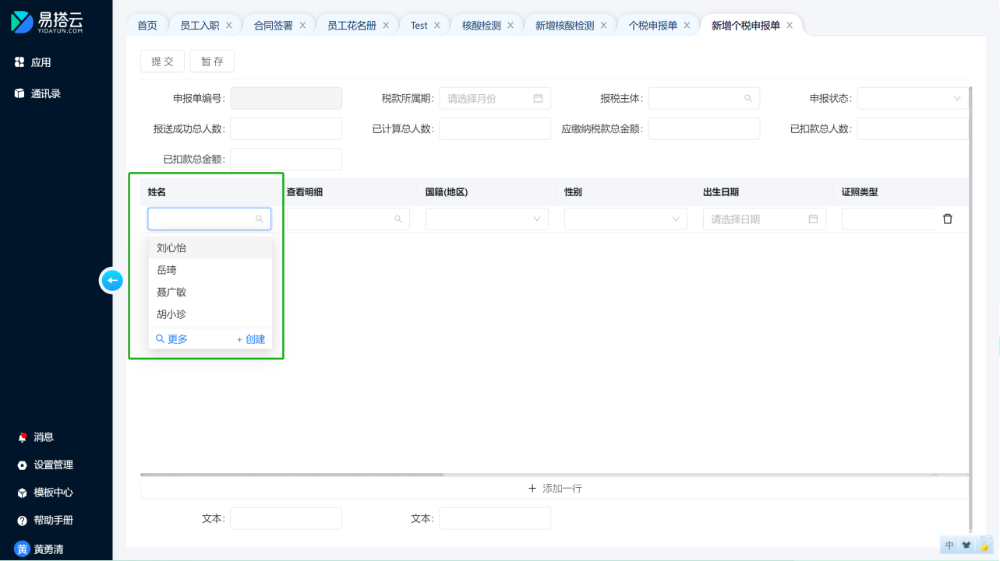 易搭云
YIDAYUN.COM
首页 员工入职 × 合同签署 × 员工花名册 × Test × 核酸检测 × 新增核酸检测 × 个税申报单 × 新增个税申报单 ×
应用
通讯录
提 交 暂 存
申报单编号: 税款所属期: 请选择月份 报税主体: 申报状态:
报送成功总人数: 已计算总人数: 应缴纳税款总金额: 已扣款总人数:
已扣款总金额:
姓名 查看明细 国籍(地区) 性别 出生日期 证照类型
请选择日期
刘心怡
岳琦
聂广敏
胡小珍
更多 + 创建
+ 添加一行
文本: 文本:
消息
设置管理
模板中心
帮助手册
黄 黄勇清
中